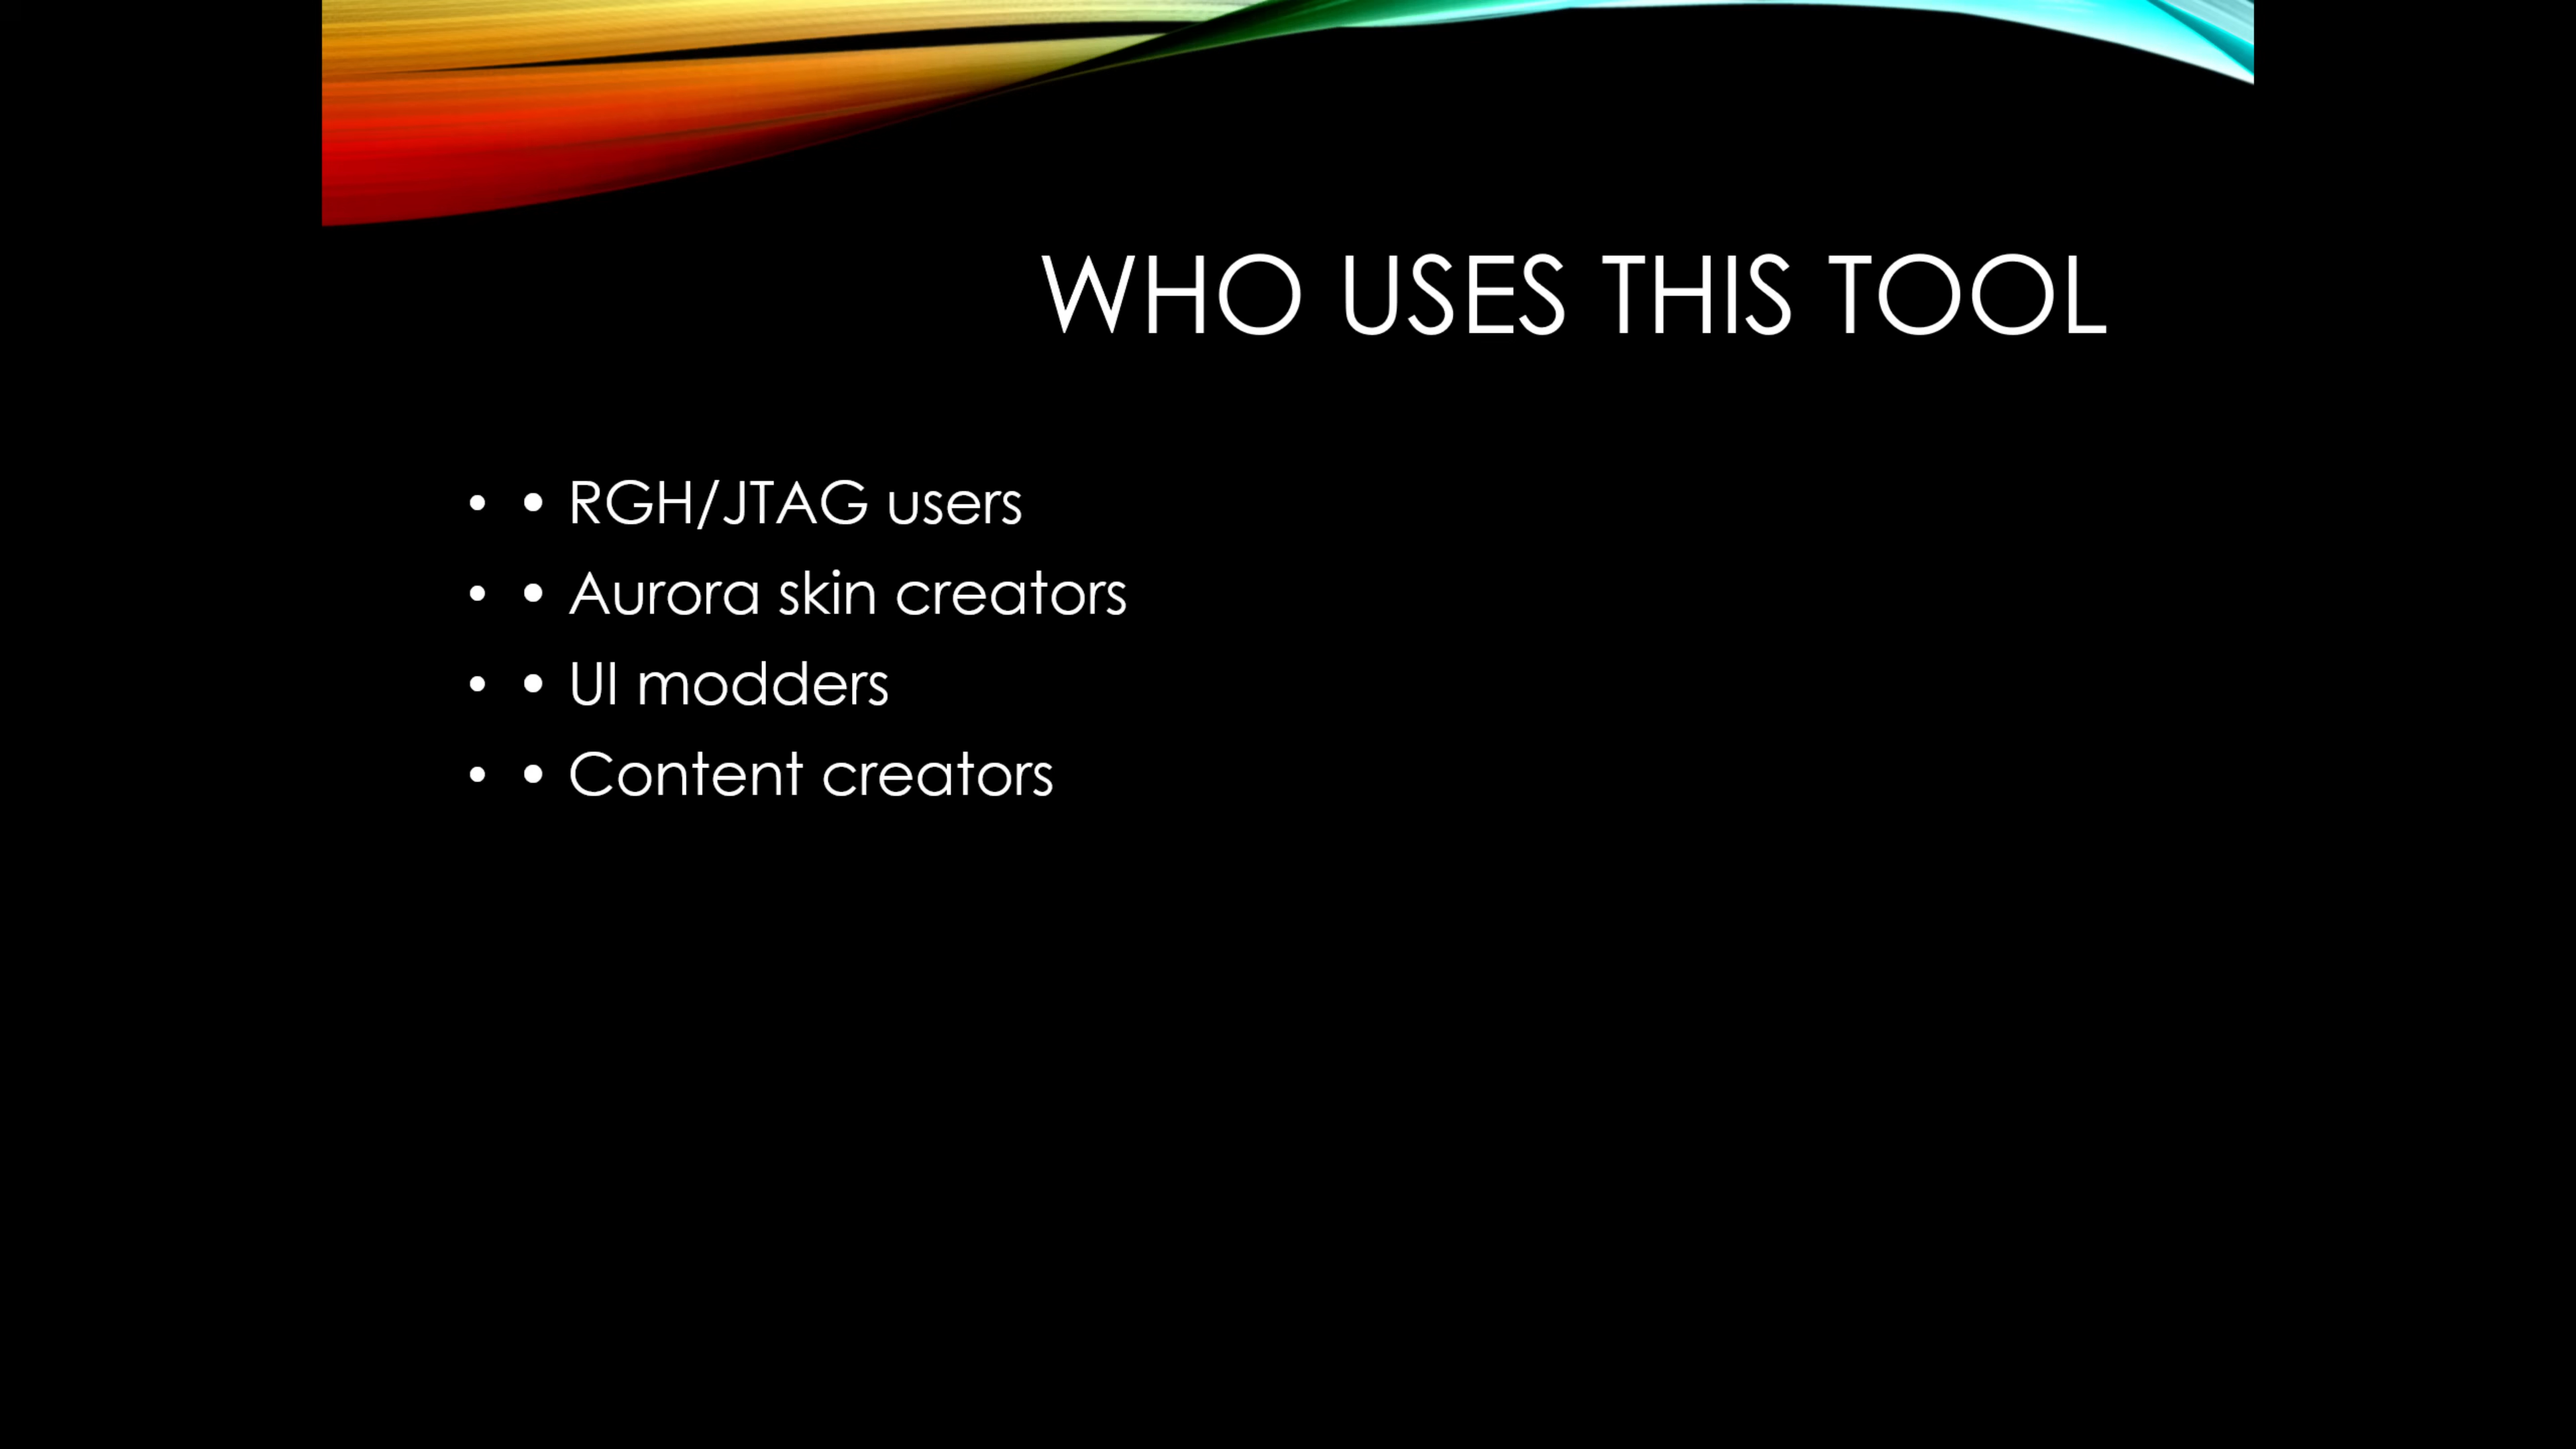 WHO USES THIS TOOL
• • RGH/JTAG users
• • Aurora skin creators
• • UI modders
• • Content creators